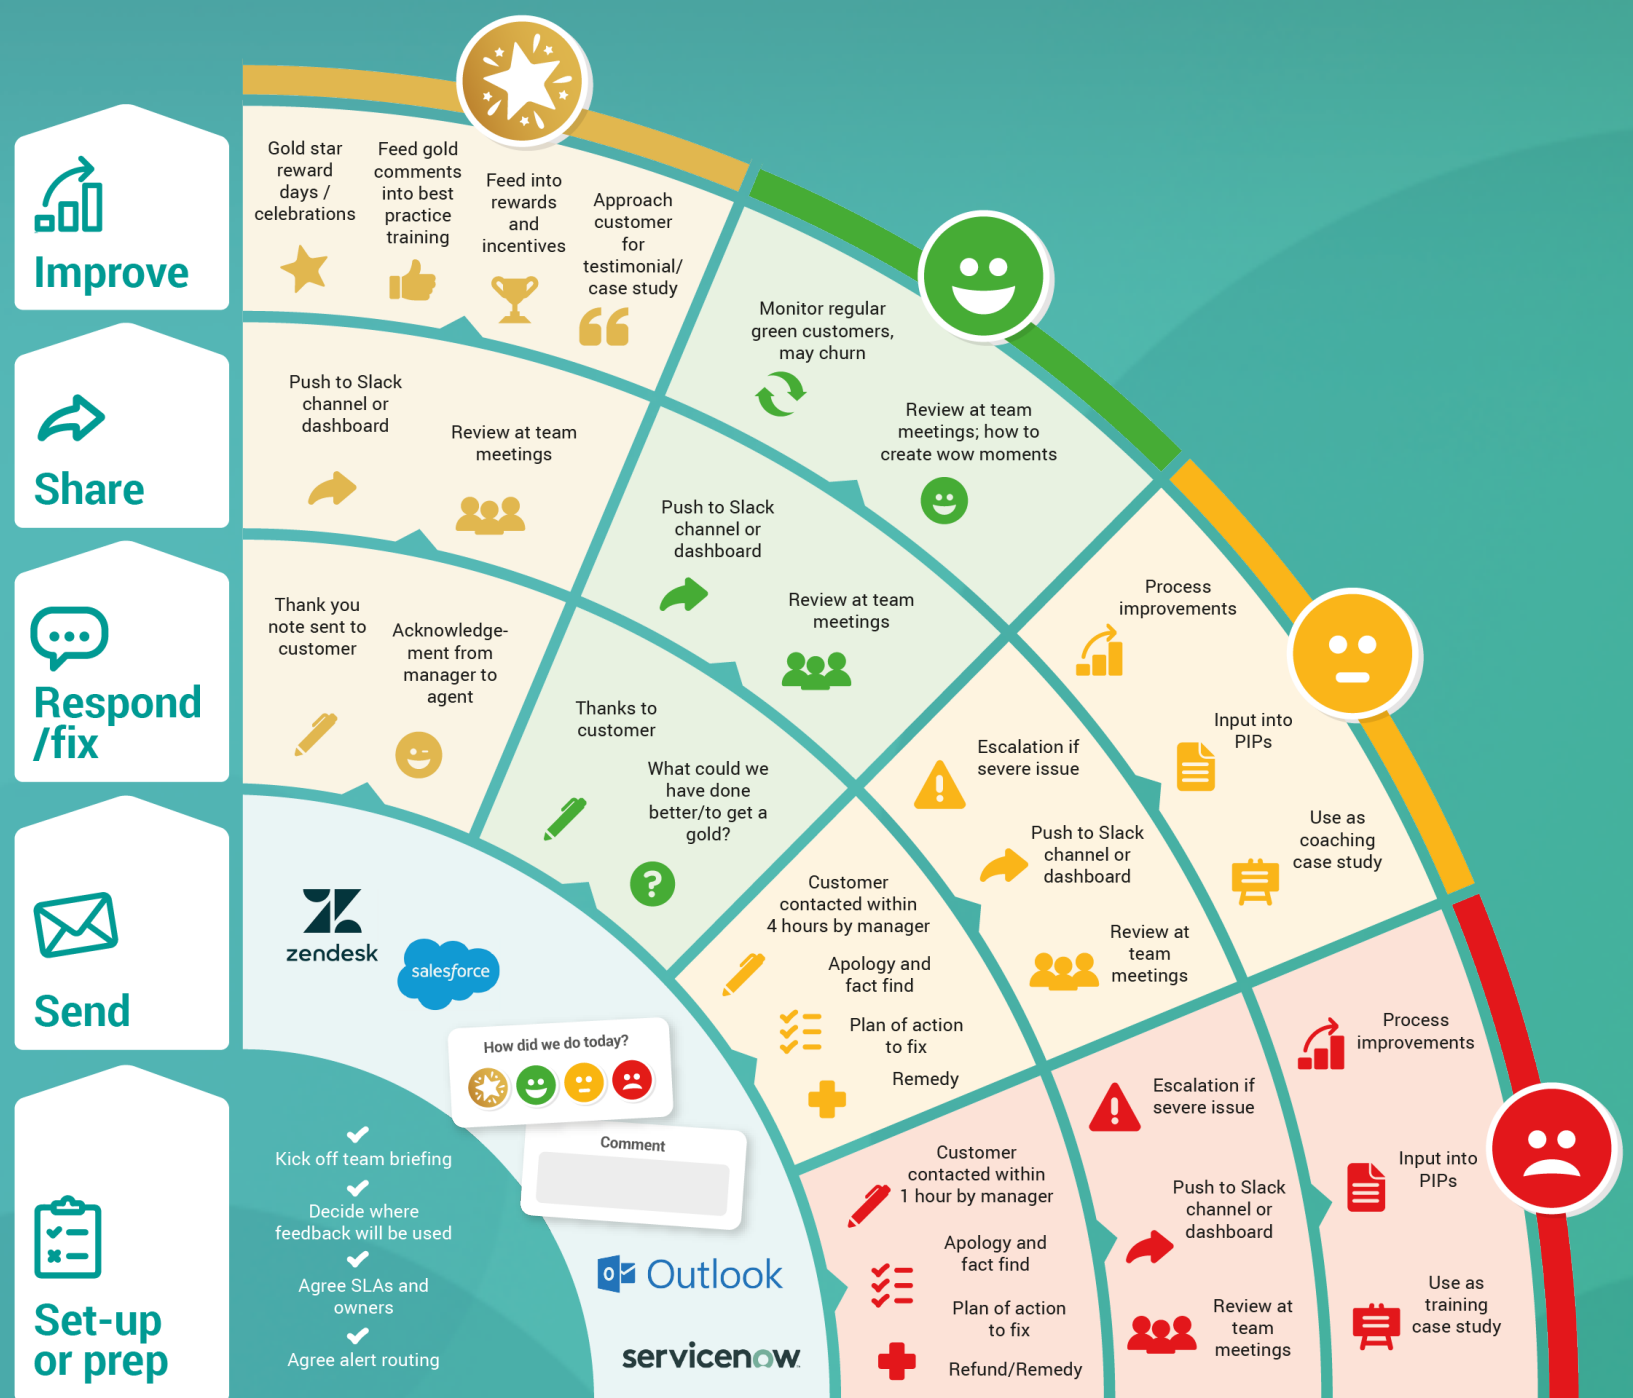 Improve
Gold star
reward
days /
celebrations
Feed gold
comments
into best
practice
training
Feed into
rewards
and
incentives
Approach
customer
for
testimonial/
case study
Monitor regular
green customers,
may churn
Review at team
meetings; how to
create wow moments
Process
improvements
Input into
PIPs
Use as
coaching
case study
Process
improvements
Input into
PIPs
Use as
training
case study
Share
Push to Slack
channel or
dashboard
Review at team
meetings
Push to Slack
channel or
dashboard
Review at team
meetings
Escalation if
severe issue
Push to Slack
channel or
dashboard
Review at
team
meetings
Escalation if
severe issue
Push to Slack
channel or
dashboard
Review at
team
meetings
Respond
/fix
Thank you
note sent to
customer
Acknowledge-
ment from
manager to
agent
Thanks to
customer
What could we
have done
better/to get a
gold?
Customer
contacted within
4 hours by manager
Apology and
fact find
Plan of action
to fix
Remedy
Customer
contacted within
1 hour by manager
Apology and
fact find
Plan of action
to fix
Refund/Remedy
Send
zendesk
salesforce
How did we do today?
Comment
Outlook
servicenow
Set-up
or prep
Kick off team briefing
Decide where
feedback will be used
Agree SLAs and
owners
Agree alert routing